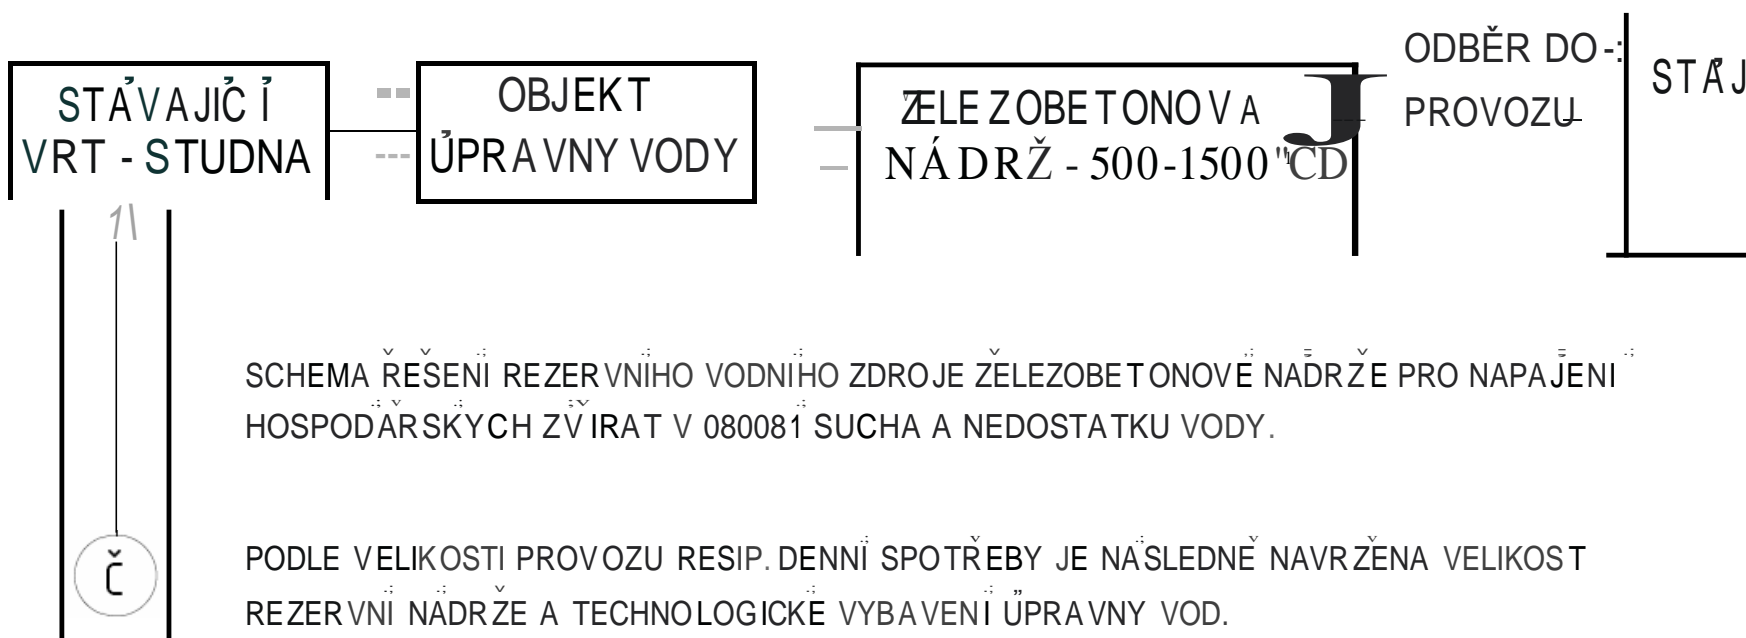 STÁVAJÍCÍ
VRT - STUDNA
OBJEKT
ÚPRAVNY VODY
ŽELEZOBETONOVA
NÁDRŽ - 500-1500
ODBĚR DO
PROVOZU
STÁJ
SCHEMA ŘEŠENÍ REZERVNÍHO VODNÍHO ZDROJE ŽELEZOBETONOVÉ NÁDRŽE PRO NAPÁJENÍ
HOSPODÁŘSKÝCH ZVÍŘAT V 080081 SUCHA A NEDOSTATKU VODY.
Č
PODLE VELIKOSTI PROVOZU RESIP. DENNÍ SPOTŘEBY JE NÁSLEDNĚ NAVRŽENA VELIKOST
REZERVNÍ NÁDRŽE A TECHNOLOGICKÉ VYBAVENÍ ÚPRAVNY VOD.